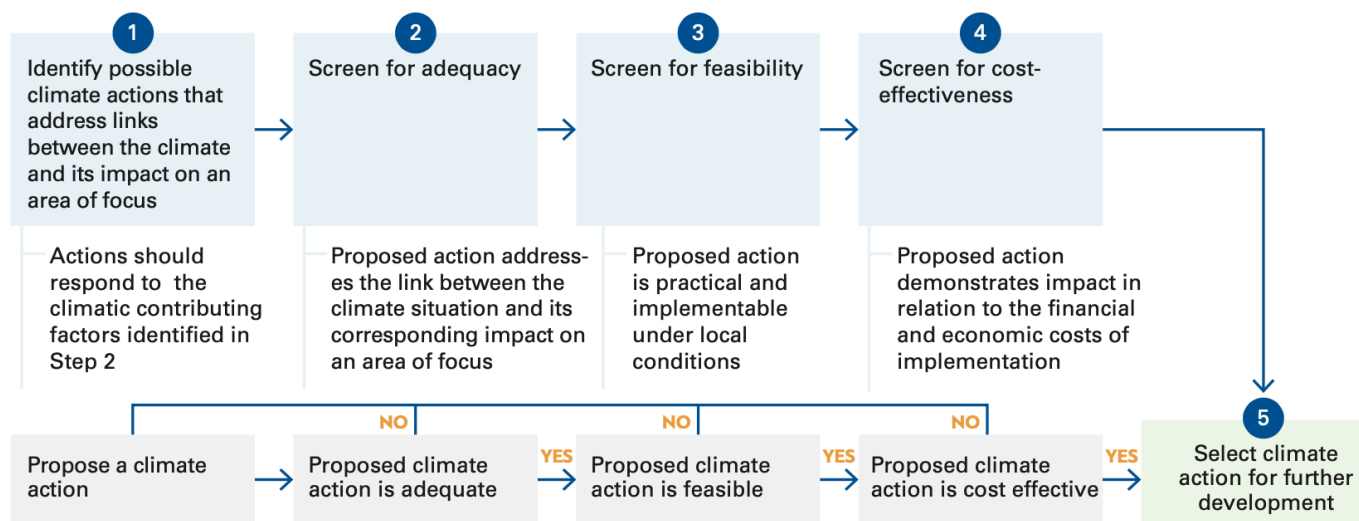 1
Identify possible
climate actions that
address links
between the climate
and its impact on an
area of focus
2
Screen for adequacy
3
Screen for feasibility
4
Screen for cost-
effectiveness
Actions should
respond to the
climatic contributing
factors identified in
Step 2
Proposed action address-
es the link between the
climate situation and its
corresponding impact on
an area of focus
Proposed action
is practical and
implementable
under local
conditions
Proposed action
demonstrates impact in
relation to the financial
and economic costs of
implementation
NO
NO
NO
Propose a climate
action
Proposed climate
action is adequate
YES
Proposed climate
action is feasible
YES
Proposed climate
action is cost effective
YES
5
Select climate
action for further
development